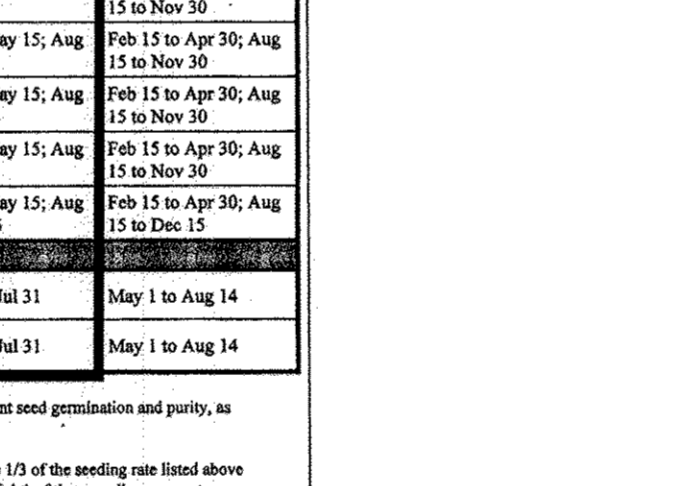 15 to Nov 30
ay 15; Aug
Feb 15 to Apr 30; Aug
15 to Nov 30
Feb 15 to Apr 30; Aug
ay 15; Aug
15 to Nov 30
ay 15; Aug
Feb 15 to Apr 30; Aug
15 to Nov 30
ay 15; Aug
Feb 15 to Apr 30; Aug
15 to Dec 15
Jul 31
May 1 to Aug 14
Jul 31
May 1 to Aug 14
nt seed germination and purity, as
1/3 of the seeding rate listed above